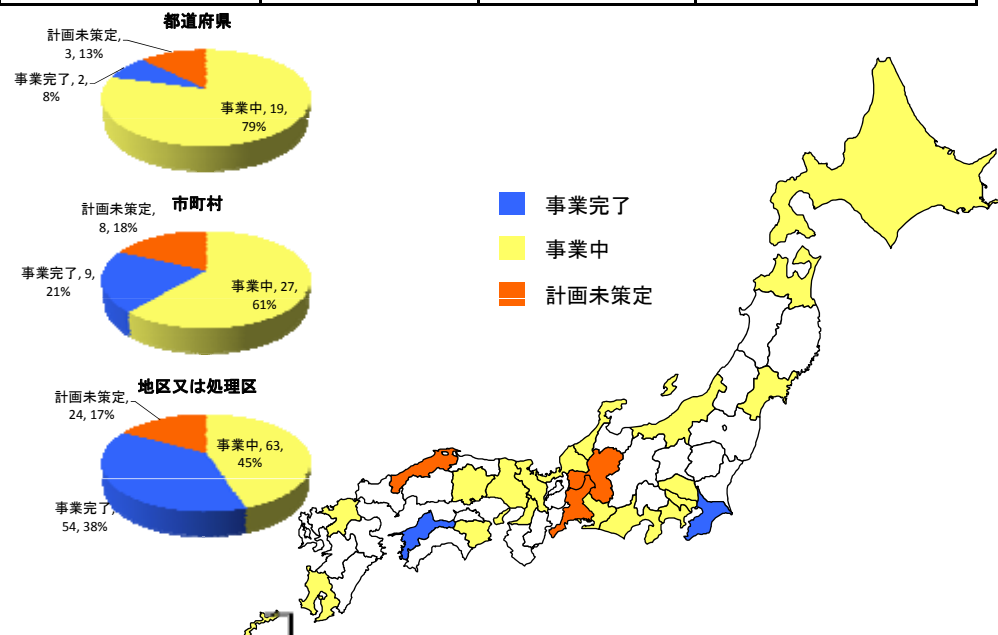 都道府県
計画未策定,
3, 13%
事業完了, 2,
8%
事業中, 19,
79%
市町村
計画未策定,
8, 18%
事業完了, 9,
21%
事業中, 27,
61%
地区又は処理区
計画未策定,
24, 17%
事業中, 63,
45%
事業完了,
54, 38%
事業完了
事業中
計画未策定